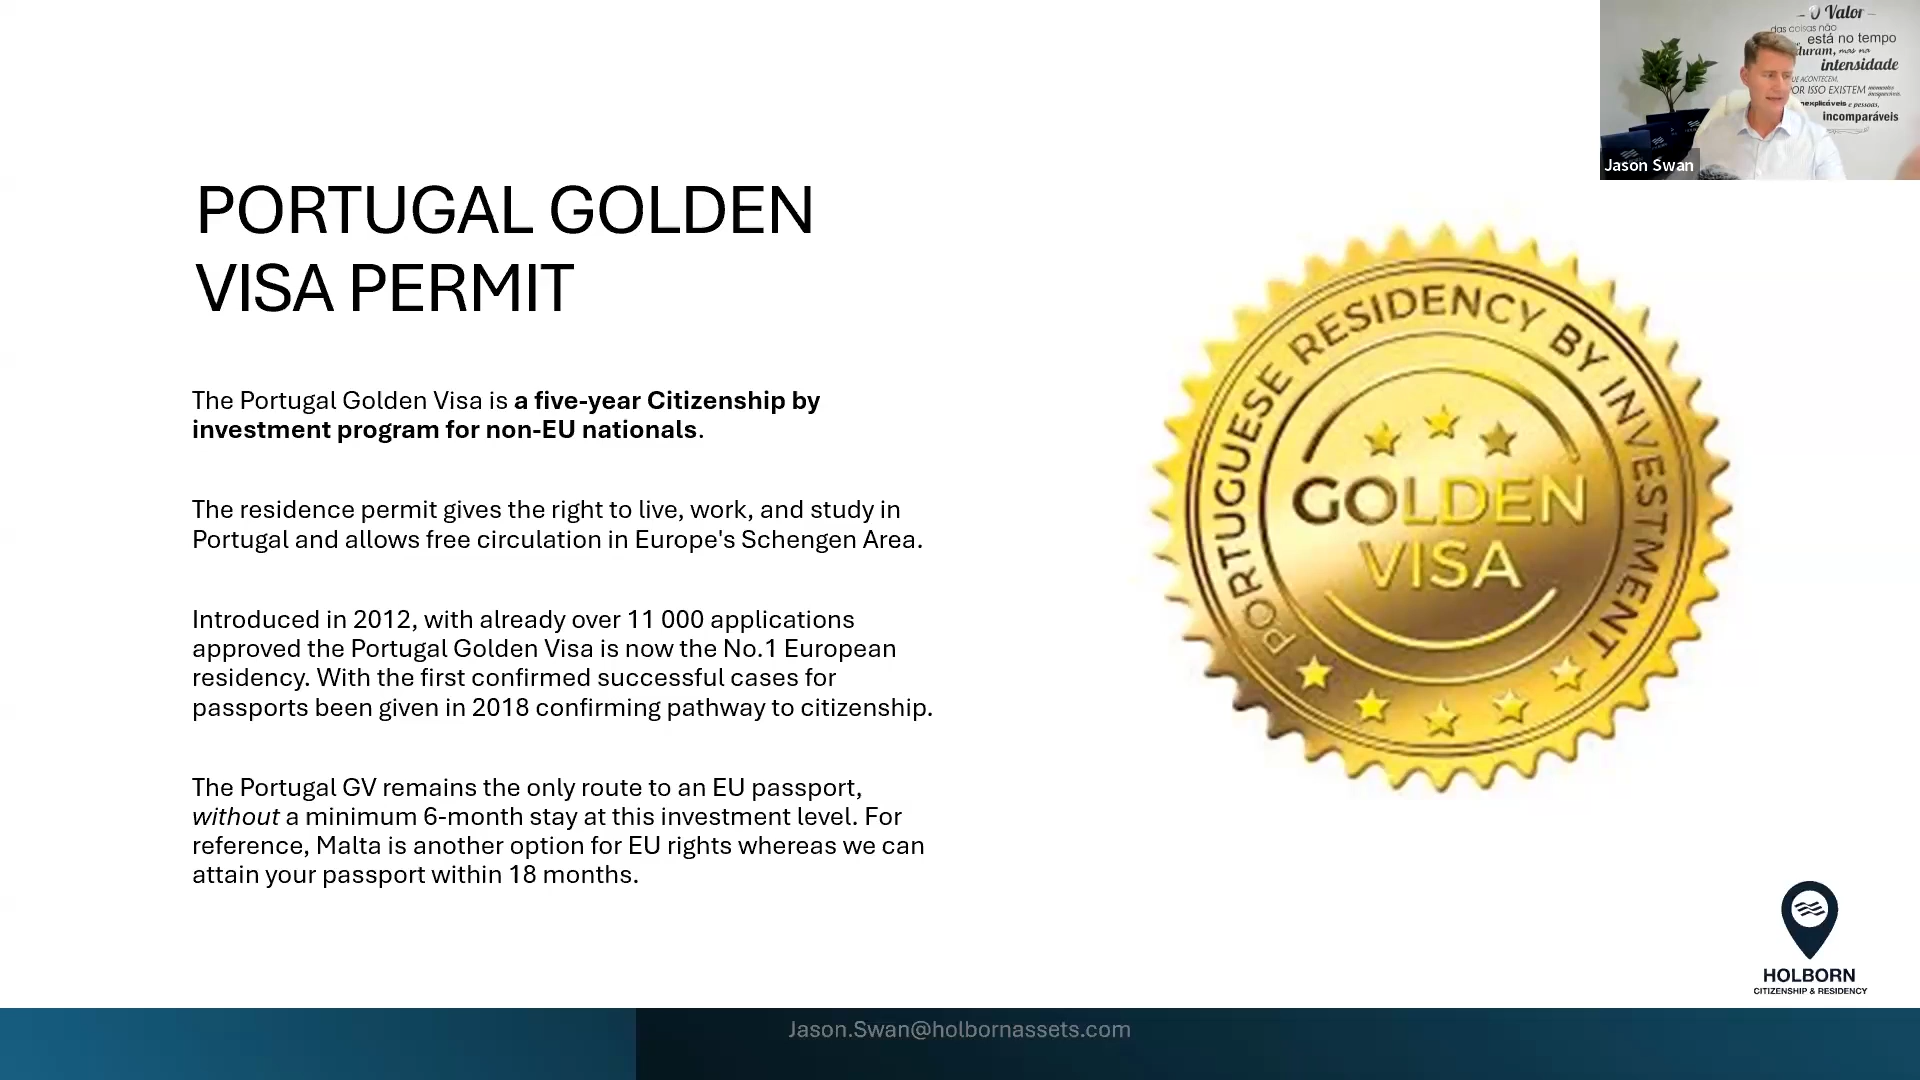 PORTUGAL GOLDEN
VISA PERMIT
The Portugal Golden Visa is a five-year Citizenship by
investment program for non-EU nationals.
The residence permit gives the right to live, work, and study in
Portugal and allows free circulation in Europe's Schengen Area.
Introduced in 2012, with already over 11 000 applications
approved the Portugal Golden Visa is now the No.1 European
residency. With the first confirmed successful cases for
passports been given in 2018 confirming pathway to citizenship.
The Portugal GV remains the only route to an EU passport,
without a minimum 6-month stay at this investment level. For
reference, Malta is another option for EU rights whereas we can
attain your passport within 18 months.
PORTUGUESE RESIDENCY BY INVESTMENT
GOLDEN
VISA
O Valor
das coisas não
está no tempo
duram, mas na
intensidade
ACONTECEM,
OR ISSO EXISTEM
inexplicáveis e pessoas,
incomparáveis
Jason Swan
HOLBORN
CITIZENSHIP & RESIDENCY
Jason.Swan@holbornassets.com